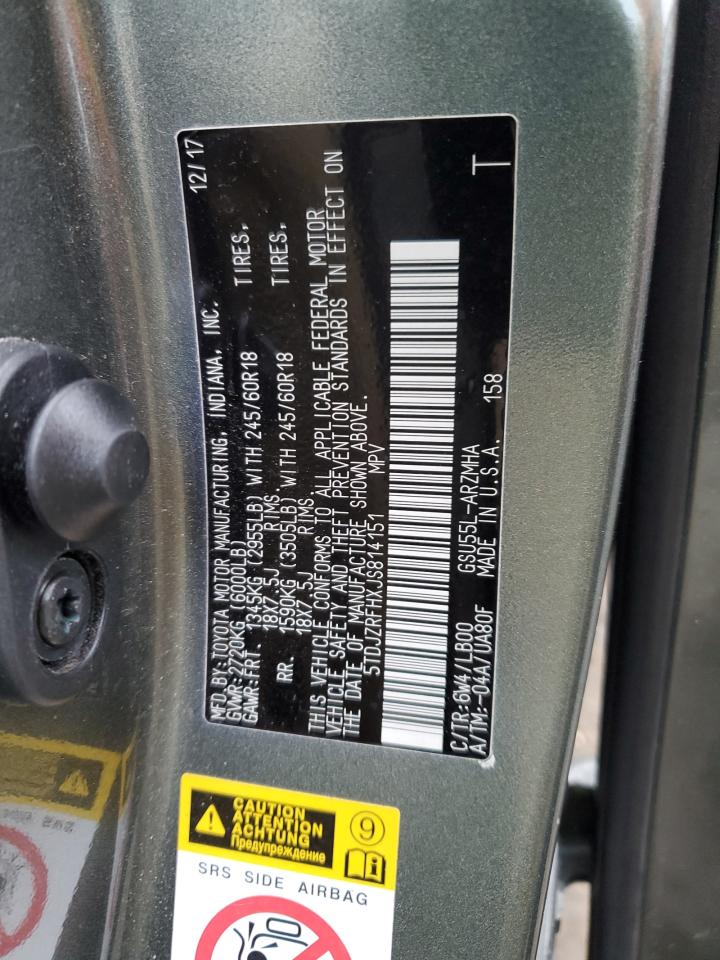 MFD.BY:TOYOTA MOTOR MANUFACTURING, INDIANA, INC. 12/17
GVWR:2720KG(6000LB)
GAWR:FRT. 1345KG (2955LB) WITH 245/60R18 TIRES,
18X7.5J RIMS
RR. 1590KG (3505LB) WITH 245/60R18 TIRES.
18X7.5J RIMS
THIS VEHICLE CONFORMS TO ALL APPLICABLE FEDERAL MOTOR
VEHICLE SAFETY AND THEFT PREVENTION STANDARDS IN EFFECT ON
THE DATE OF MANUFACTURE SHOWN ABOVE.
5TDJZRFHXJS814151 MPV
C/TR:6W4/LB00 GSU55L-ARZMHA T
A/TM:-04A/UA80F MADE IN U.S.A. 158
CAUTION
ATTENTION
ACHTUNG
Предупреждение
9
i
SRS SIDE AIRBAG